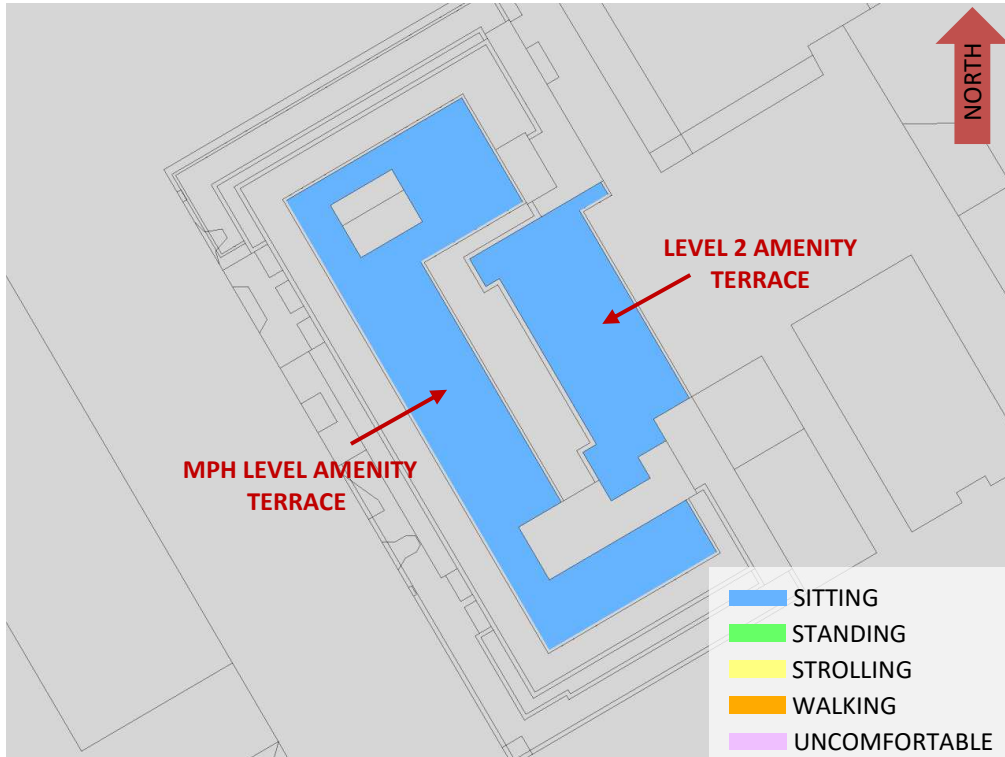 NORTH
LEVEL 2 AMENITY
TERRACE
MPH LEVEL AMENITY
TERRACE
SITTING
STANDING
STROLLING
WALKING
UNCOMFORTABLE